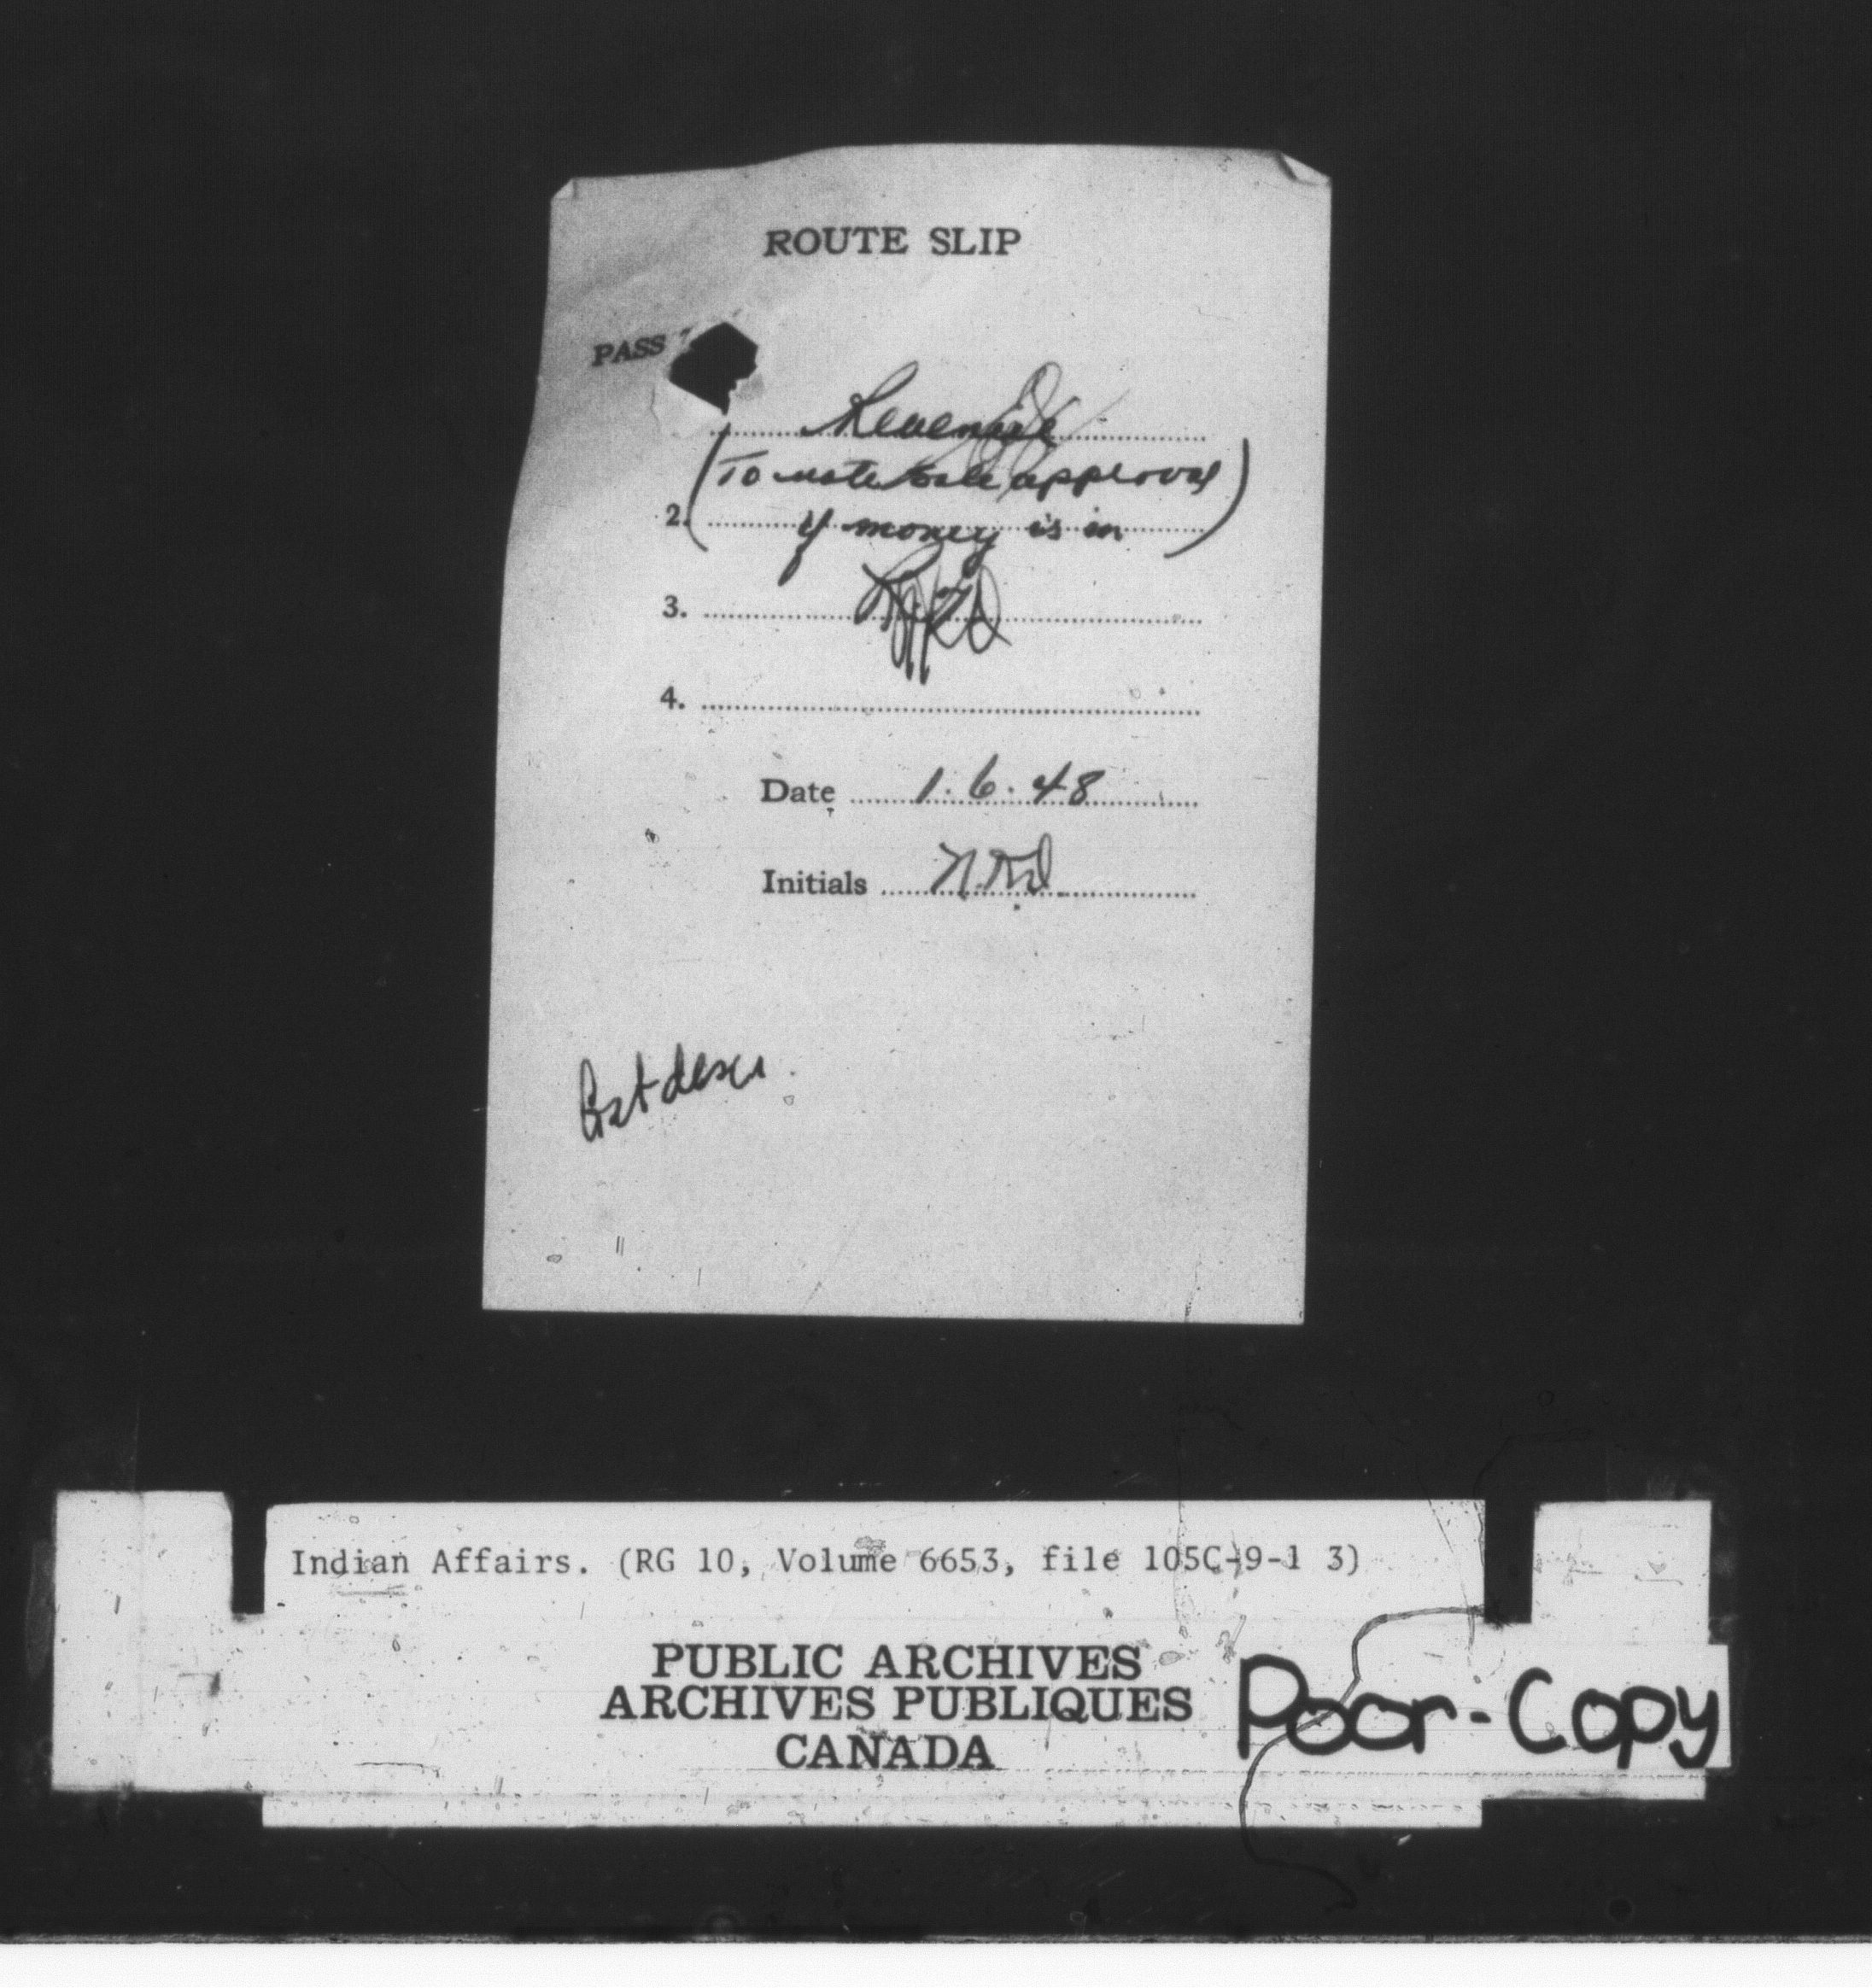 ROUTE SLIP
PASS
Revenue
(To note sale approval
2. if money is in)
3.
4.
Date 1.6.48
Initials
Indian Affairs. (RG 10, Volume 6653, file 105C-9-1 3)
PUBLIC ARCHIVES
ARCHIVES PUBLIQUES
CANADA
Poor-Copy